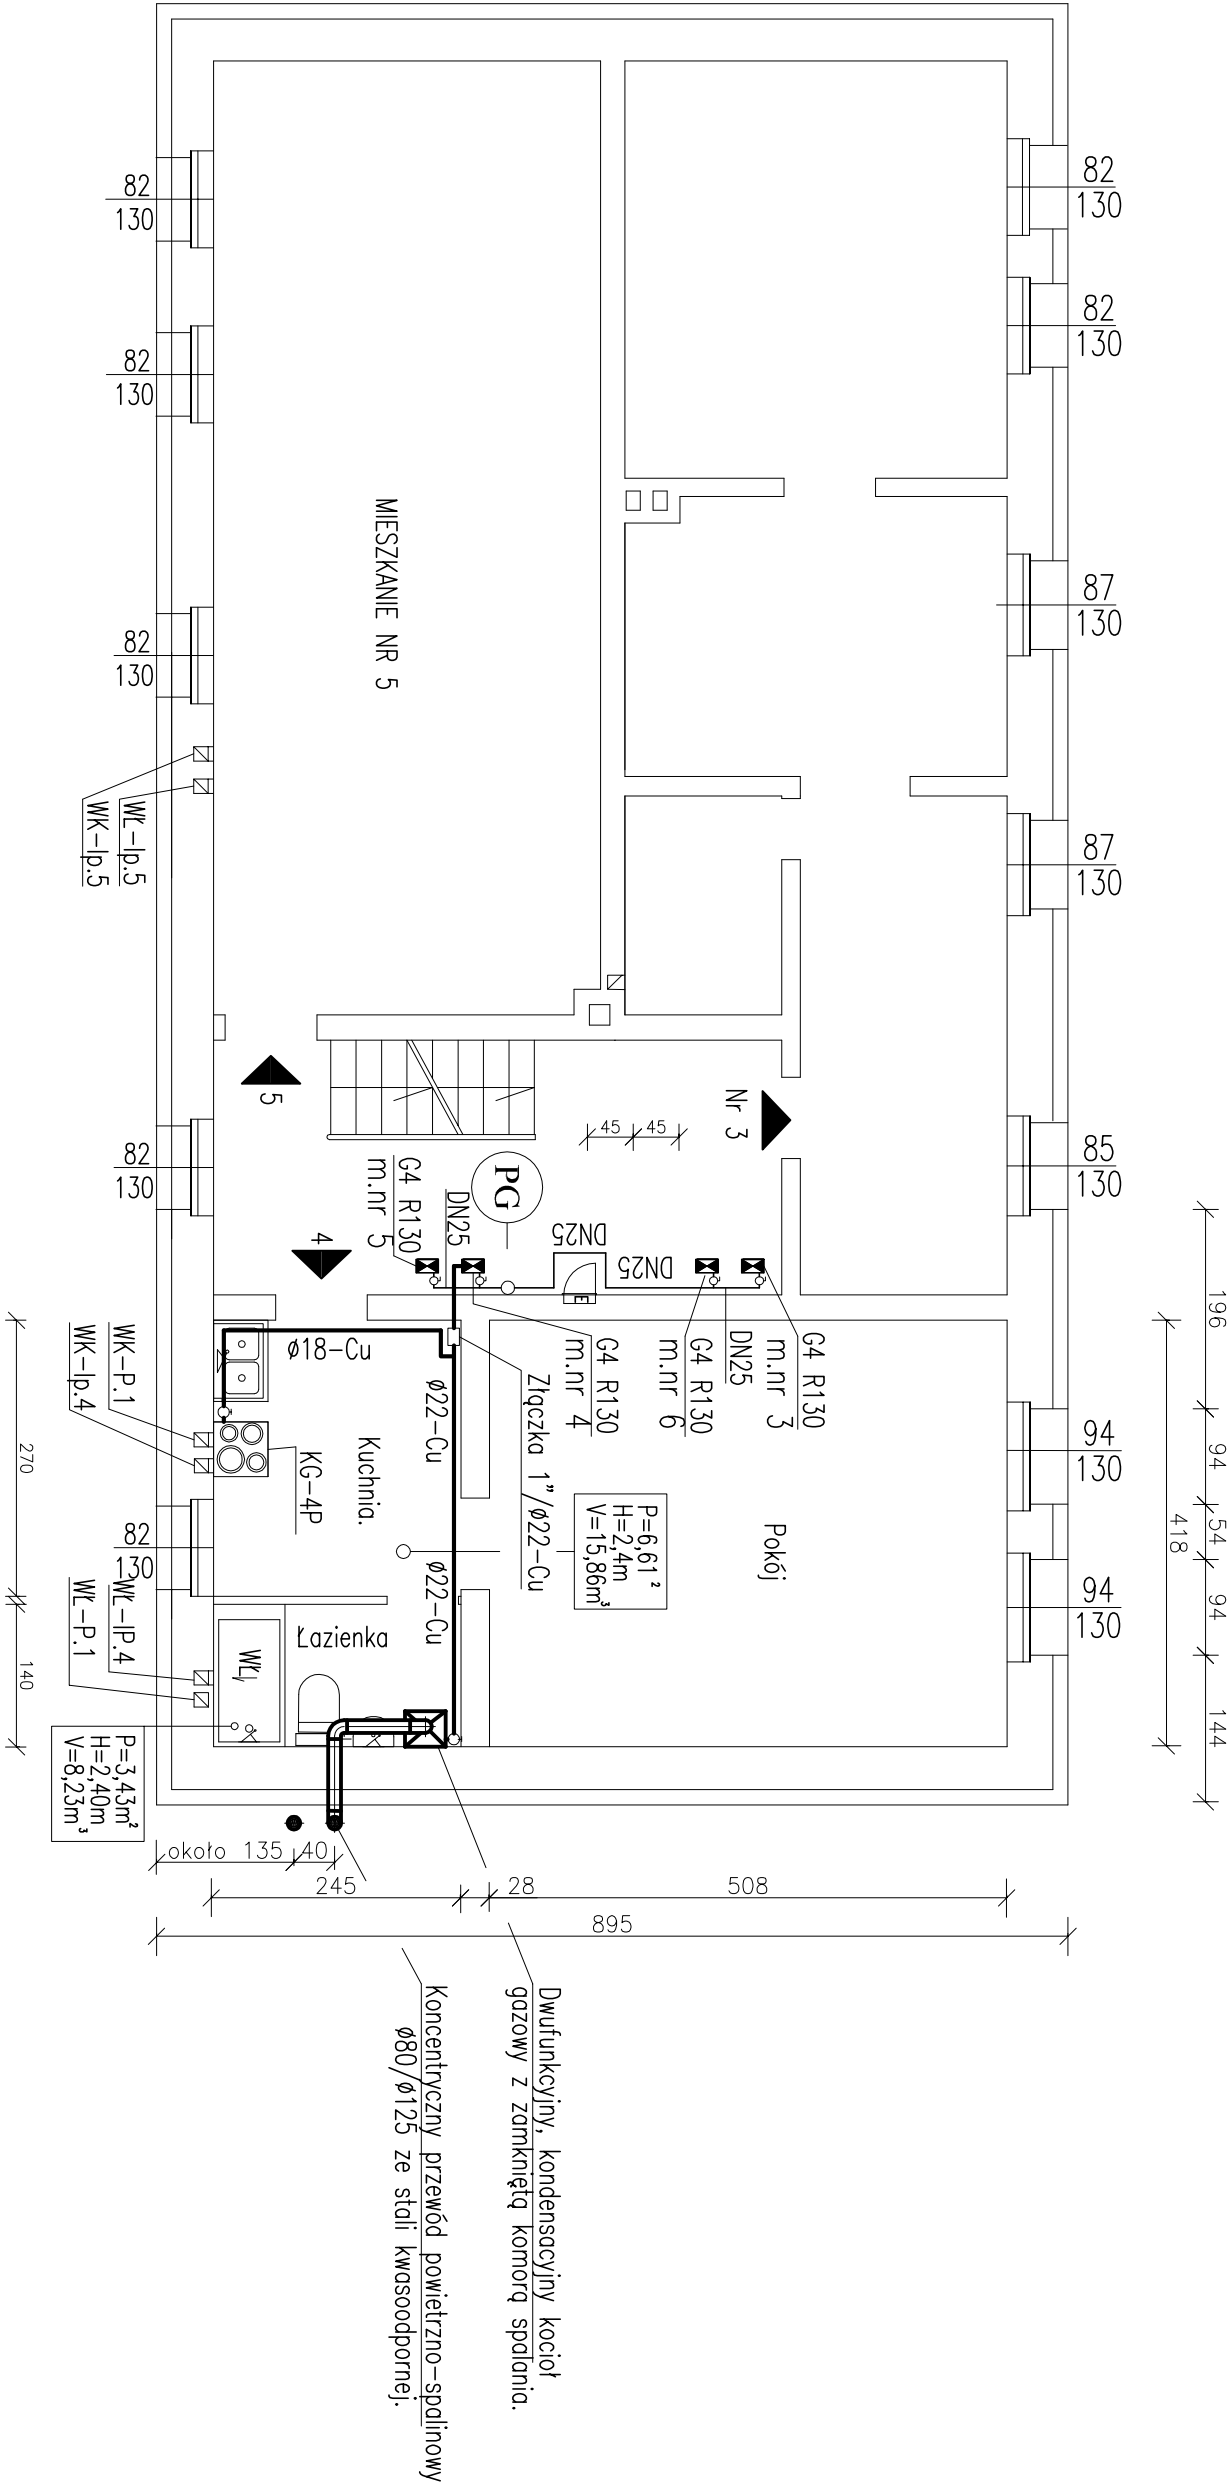 82
130
82
130
87
130
87
130
85
130
94
130
94
130
196
94
54
94
144
418
82
130
82
130
82
130
82
130
82
130
MIESZKANIE NR 5
WŁ-Ip.5
WK-Ip.5
5
4
Nr 3
45
45
PG
G4 R130
m.nr 5
DN25
DN25
DN25
E
G4 R130
m.nr 3
DN25
G4 R130
m.nr 6
G4 R130
m.nr 4
Złączka 1"/ø22-Cu
ø18-Cu
ø22-Cu
ø22-Cu
KG-4P
Kuchnia.
Pokój
P=6,61²
H=2,4m
V=15,86m³
Łazienka
WŁ
WK-P.1
WK-Ip.4
WŁ-IP.4
WŁ-P.1
270
140
P=3,43m²
H=2,40m
V=8,23m³
około 135
40
245
28
508
895
Dwufunkcyjny, kondensacyjny kocioł
gazowy z zamkniętą komorą spalania.
Koncentryczny przewód powietrzno-spalinowy
ø80/ø125 ze stali kwasoodpornej.